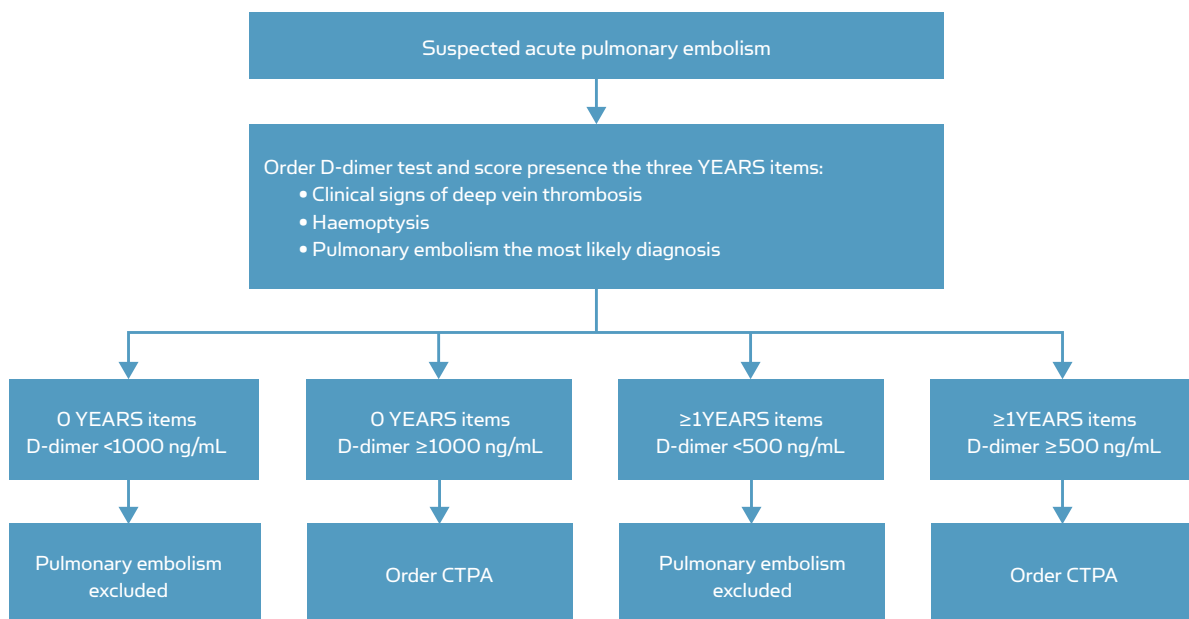 Suspected acute pulmonary embolism
Order D-dimer test and score presence the three YEARS items:
• Clinical signs of deep vein thrombosis
• Haemoptysis
• Pulmonary embolism the most likely diagnosis
0 YEARS items
D-dimer <1000 ng/mL
0 YEARS items
D-dimer ≥1000 ng/mL
≥1YEARS items
D-dimer <500 ng/mL
≥1YEARS items
D-dimer ≥500 ng/mL
Pulmonary embolism
excluded
Order CTPA
Pulmonary embolism
excluded
Order CTPA